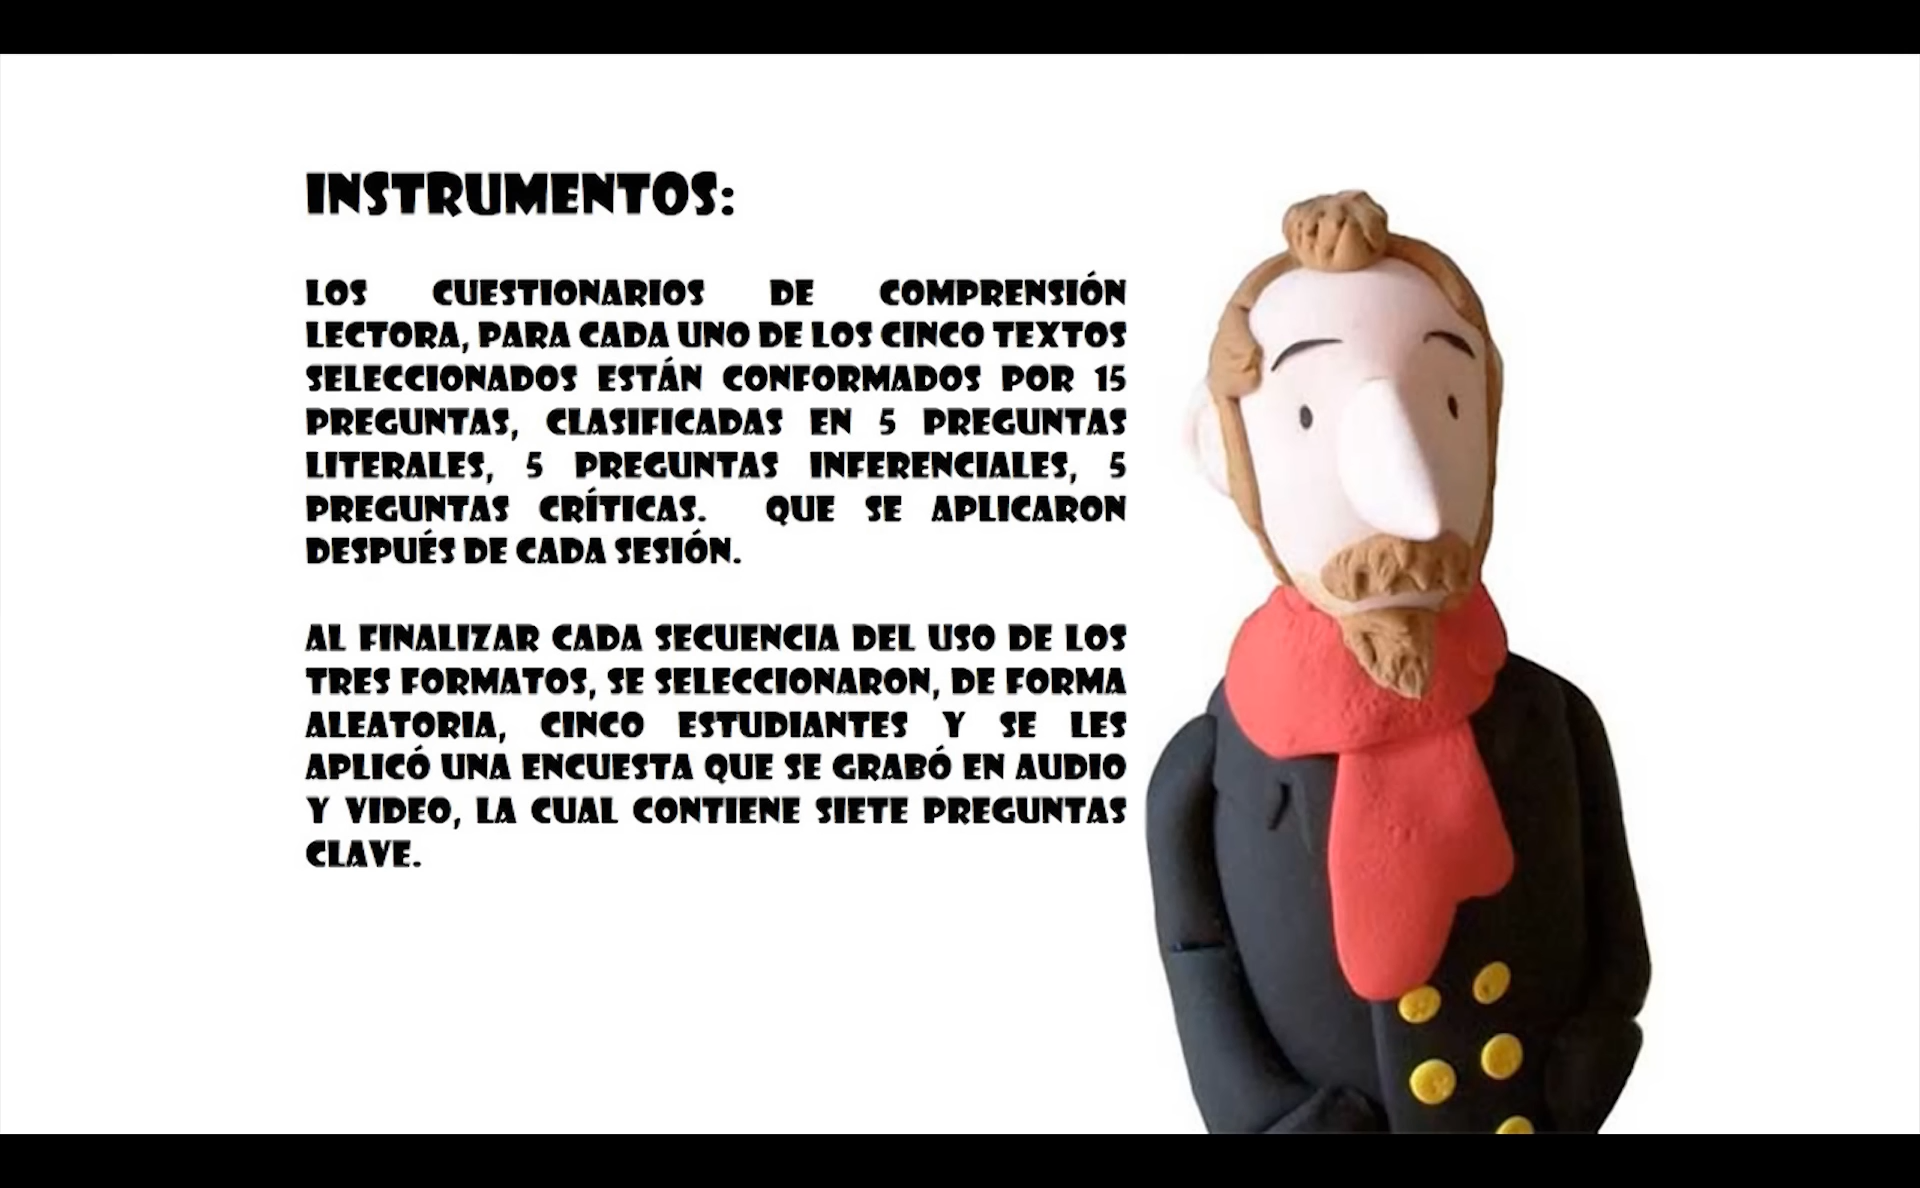 INSTRUMENTOS:
LOS CUESTIONARIOS DE COMPRENSIÓN
LECTORA, PARA CADA UNO DE LOS CINCO TEXTOS
SELECCIONADOS ESTÁN CONFORMADOS POR 15
PREGUNTAS, CLASIFICADAS EN 5 PREGUNTAS
LITERALES, 5 PREGUNTAS INFERENCIALES, 5
PREGUNTAS CRÍTICAS. QUE SE APLICARON
DESPUÉS DE CADA SESIÓN.
AL FINALIZAR CADA SECUENCIA DEL USO DE LOS
TRES FORMATOS, SE SELECCIONARON, DE FORMA
ALEATORIA, CINCO ESTUDIANTES Y SE LES
APLICÓ UNA ENCUESTA QUE SE GRABÓ EN AUDIO
Y VIDEO, LA CUAL CONTIENE SIETE PREGUNTAS
CLAVE.